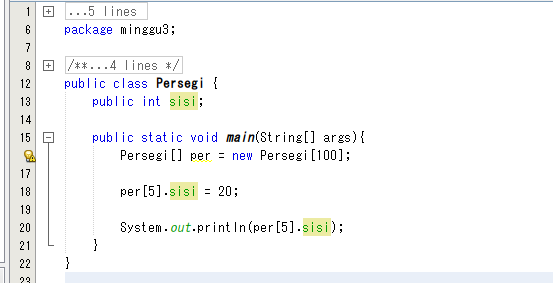 1 ...5 lines
6 package minggu3;
7
8 /**...4 lines */
12 public class Persegi {
13 public int sisi;
14
15 public static void main(String[] args){
Persegi[] per = new Persegi[100];
17
18 per[5].sisi = 20;
19
20 System.out.println(per[5].sisi);
21 }
22 }
23